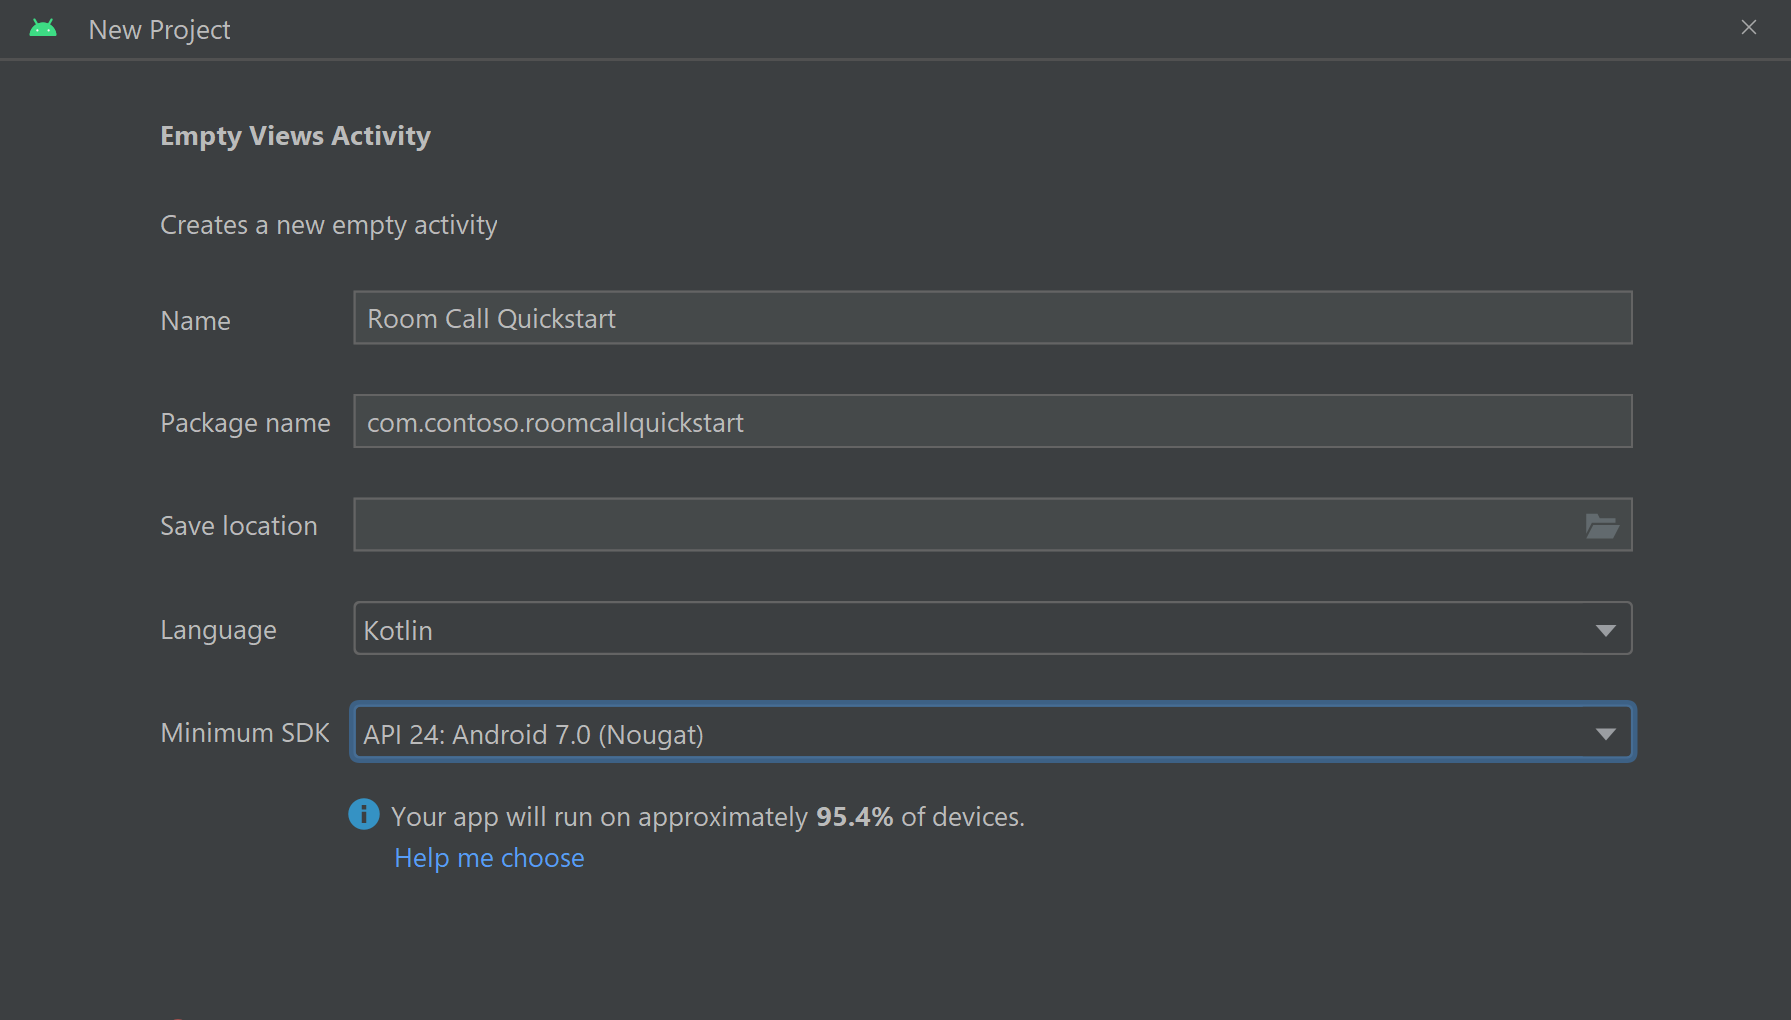 New Project
Empty Views Activity
Creates a new empty activity
Name
Room Call Quickstart
Package name
com.contoso.roomcallquickstart
Save location
Language
Kotlin
Minimum SDK
API 24: Android 7.0 (Nougat)
Your app will run on approximately 95.4% of devices.
Help me choose